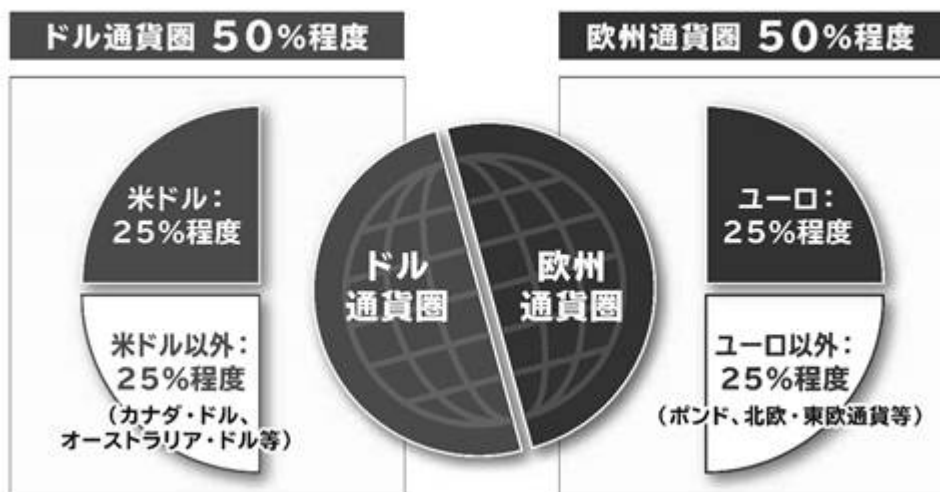 ドル通貨圏 50%程度
欧州通貨圏 50%程度
米ドル:
25%程度
米ドル以外:
25%程度
(カナダ・ドル、
オーストラリア・ドル等)
ドル
通貨圏
欧州
通貨圏
ユーロ:
25%程度
ユーロ以外:
25%程度
(ポンド、北欧・東欧通貨等)